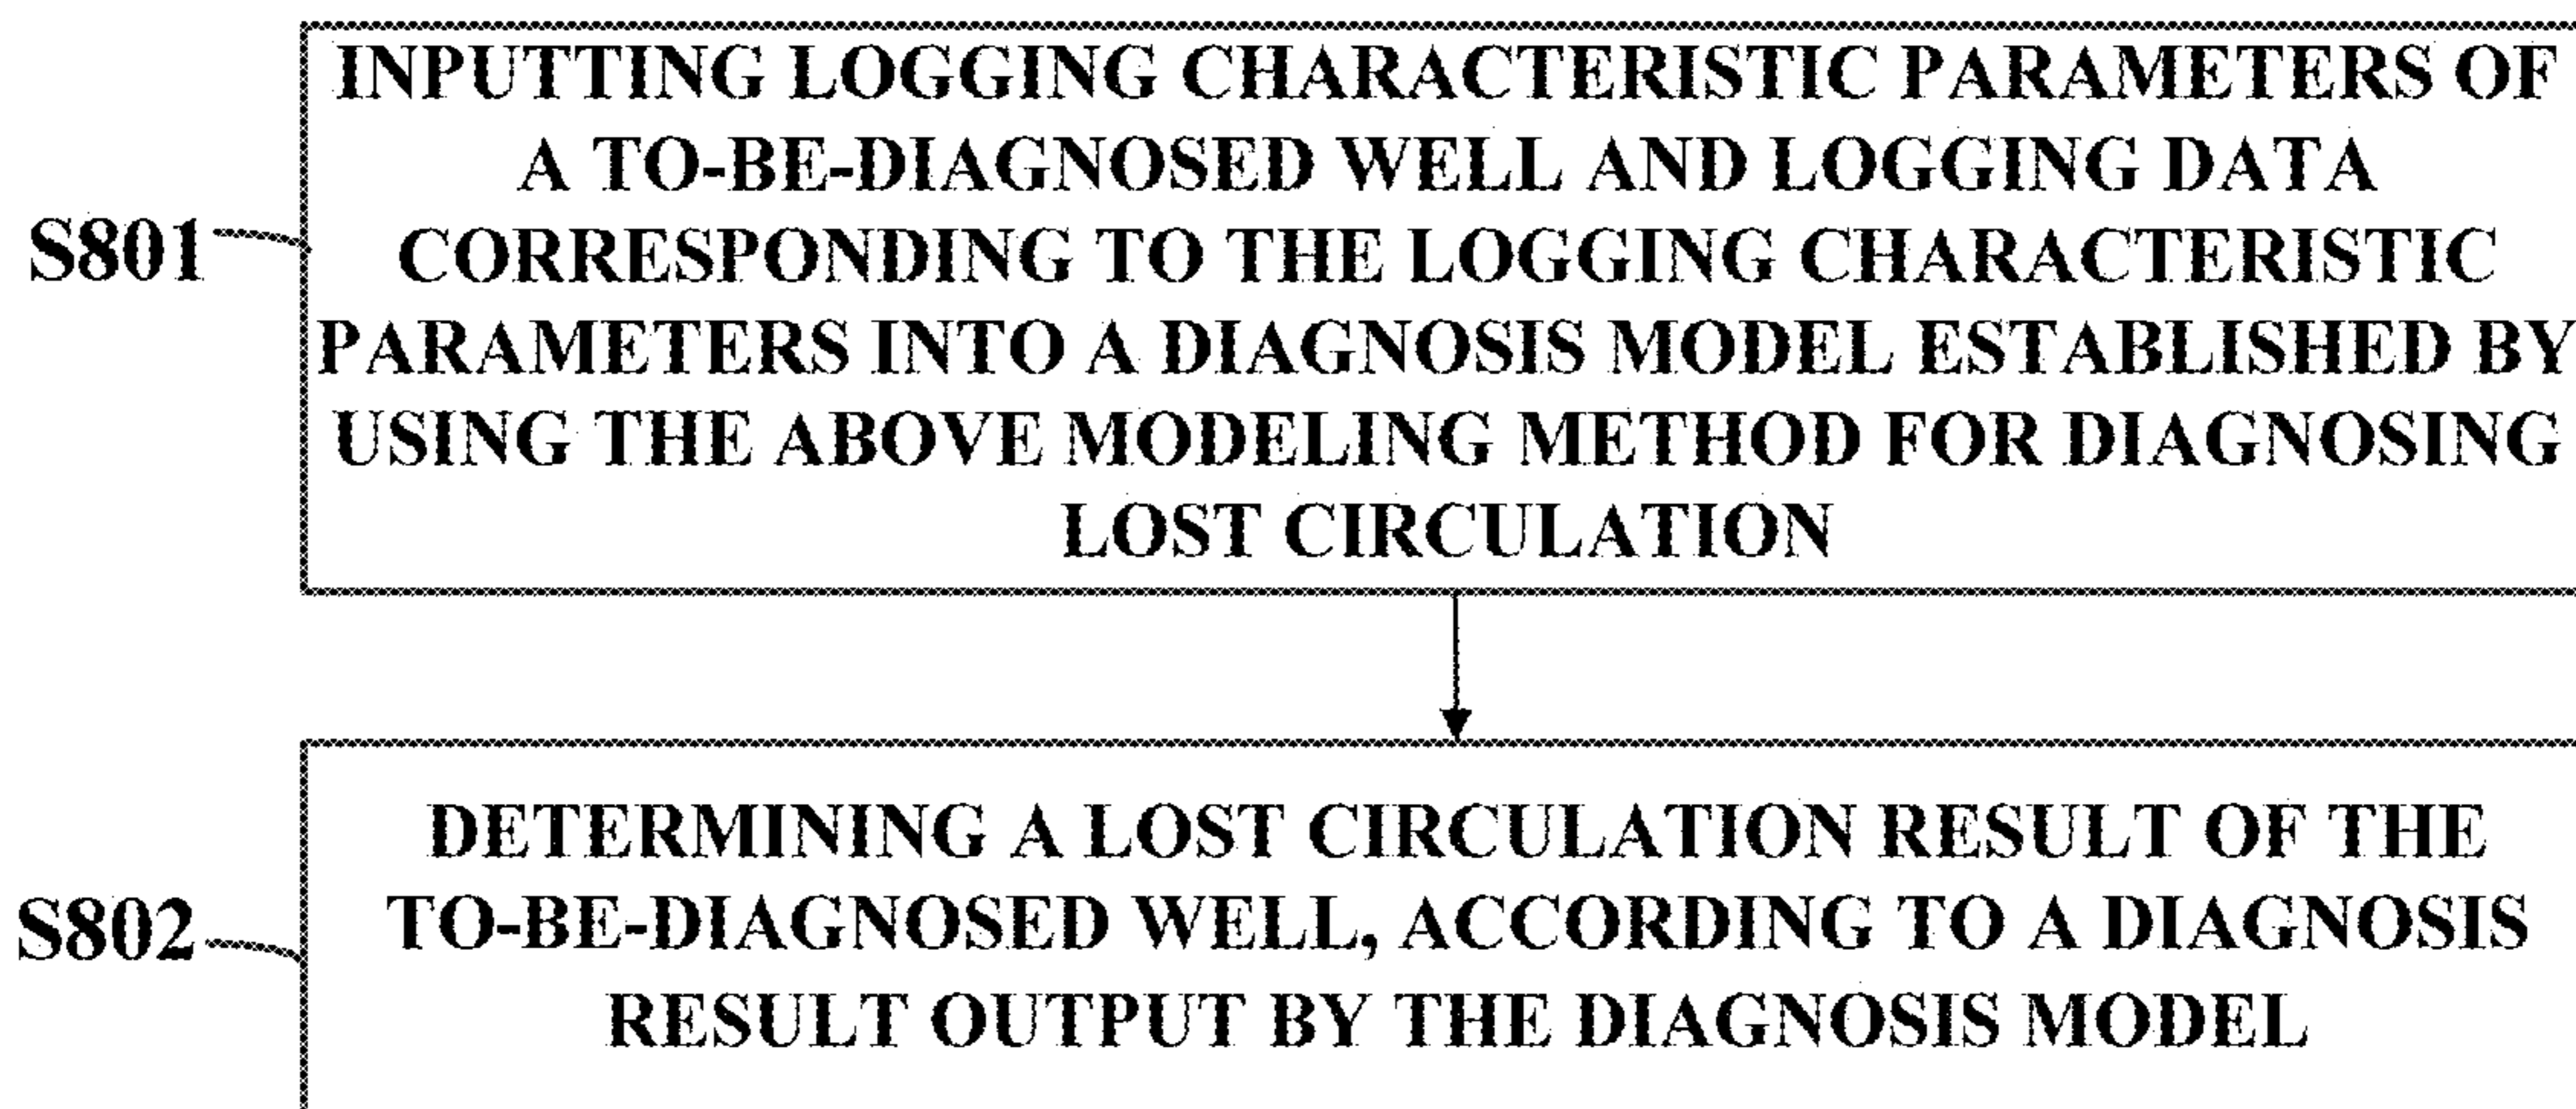 INPUTTING LOGGING CHARACTERISTIC PARAMETERS OF
A TO-BE-DIAGNOSED WELL AND LOGGING DATA
S801
CORRESPONDING TO THE LOGGING CHARACTERISTIC
PARAMETERS INTO A DIAGNOSIS MODEL ESTABLISHED BY
USING THE ABOVE MODELING METHOD FOR DIAGNOSING
LOST CIRCULATION
DETERMINING A LOST CIRCULATION RESULT OF THE
S802
TO-BE-DIAGNOSED WELL, ACCORDING TO A DIAGNOSIS
RESULT OUTPUT BY THE DIAGNOSIS MODEL